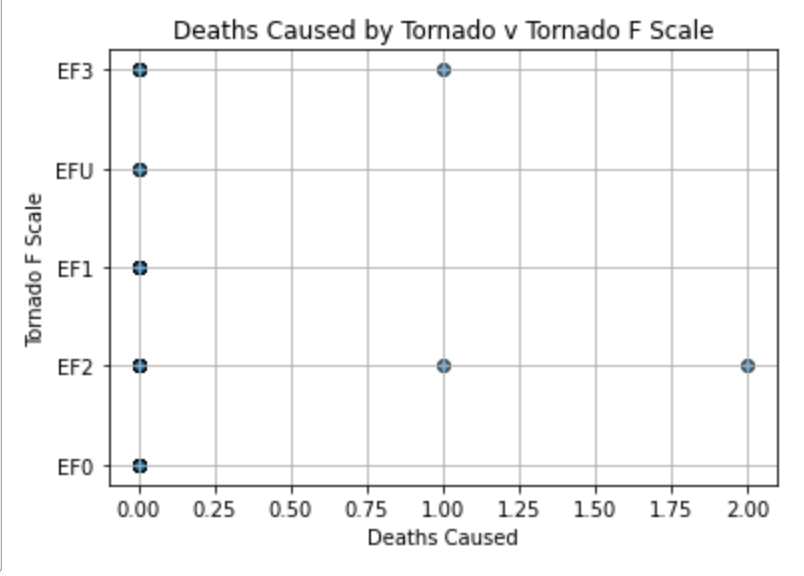 Deaths Caused by Tornado v Tornado F Scale
EF3
EFU
EF1
EF2
EF0
Tornado F Scale
0.00 0.25 0.50 0.75 1.00 1.25 1.50 1.75 2.00
Deaths Caused